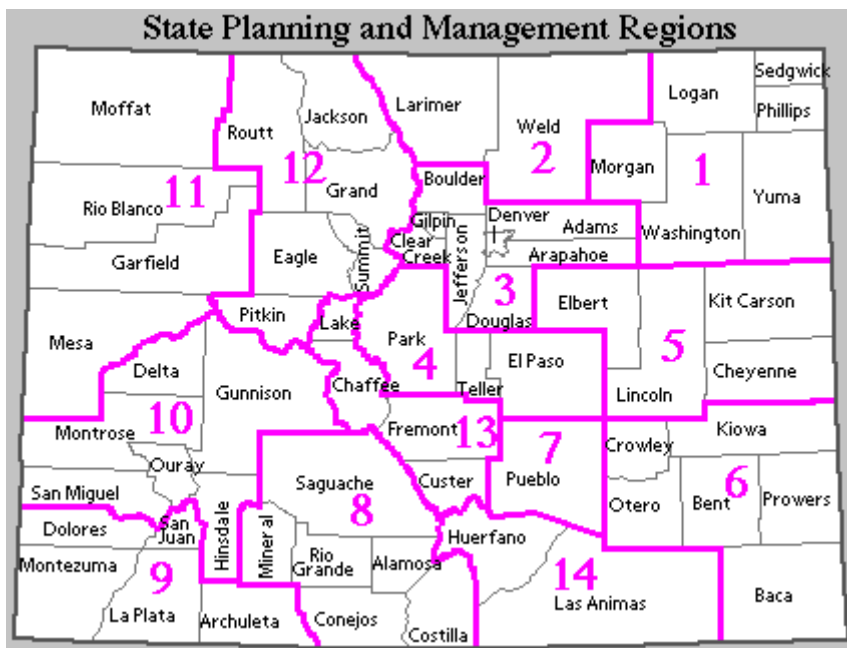 State Planning and Management Regions
Sedgwick
Logan
Moffat
Larimer
Phillips
Jackson
Routt
Weld
2
Morgan
12
1
Boulder
11
Grand
Yuma
Rio Blanco
Gilpin
Denver
Adams
Clear
Creek
Washington
Summit
Jefferson
Eagle
Arapahoe
Garfield
3
Elbert
Kit Carson
Pitkin
Lake
Douglas
Park
Mesa
4
El Paso
5
Delta
Cheyenne
Chaffee
Teller
Gunnison
Lincoln
10
Fremont
13
Kiowa
Montrose
7
Crowley
Ouray
Custer
Pueblo
6
Saguache
San Miguel
8
Otero
Bent
Prowers
Dolores
San
Juan
Hinsdale
Mineral
Huerfano
Rio
Grande
Alamosa
Montezuma
9
14
La Plata
Archuleta
Conejos
Costilla
Las Animas
Baca